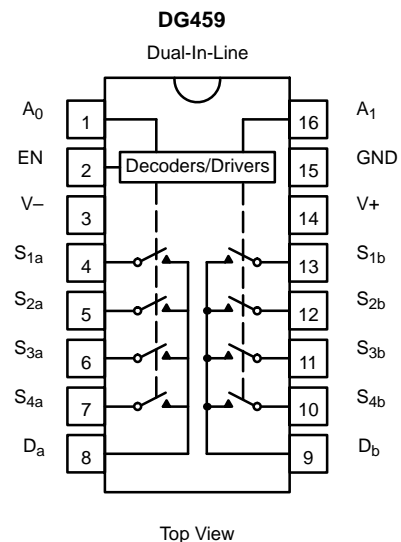 DG459
Dual-In-Line
A0 1 16 A1
EN 2 Decoders/Drivers 15 GND
V– 3 14 V+
S1a 4 13 S1b
S2a 5 12 S2b
S3a 6 11 S3b
S4a 7 10 S4b
Da 8 9 Db
Top View